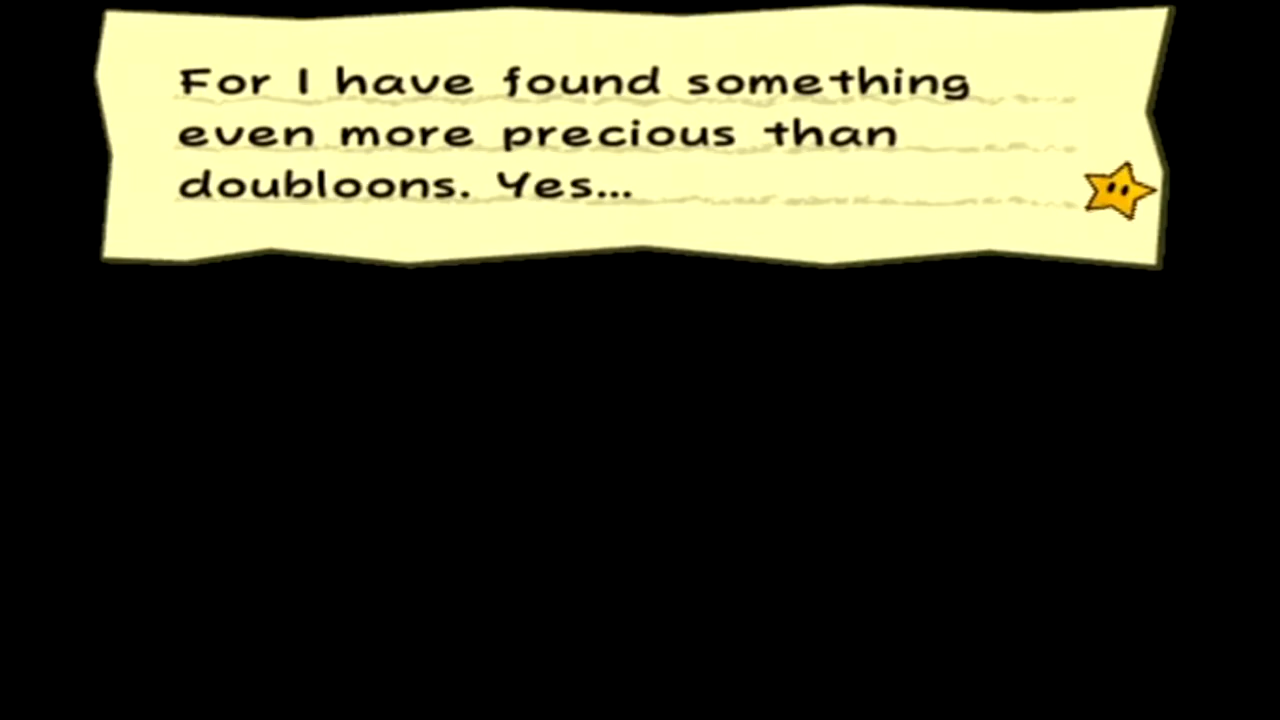 For I have found something
even more precious than
doubloons. Yes...